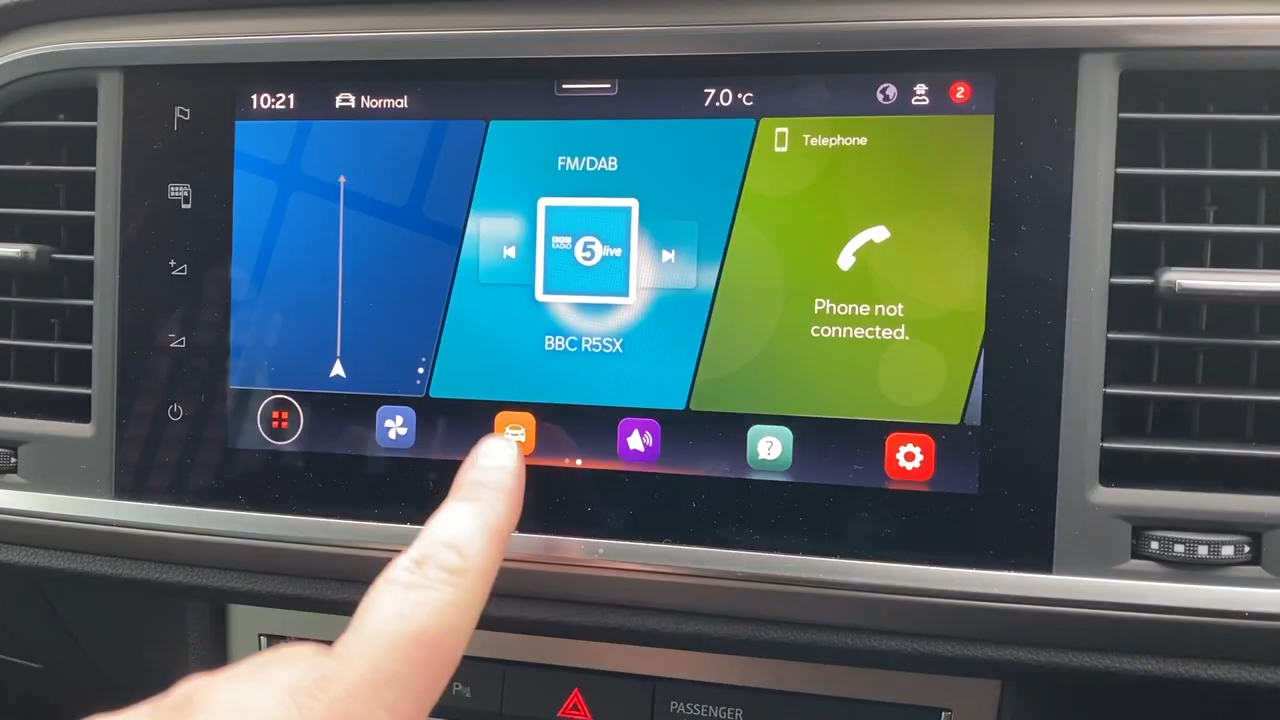 10:21
Normal
7.0 °C
2
FM/DAB
BBC
RADIO
5 live
BBC R5SX
Telephone
Phone not
connected.
?
P
PASSENGER